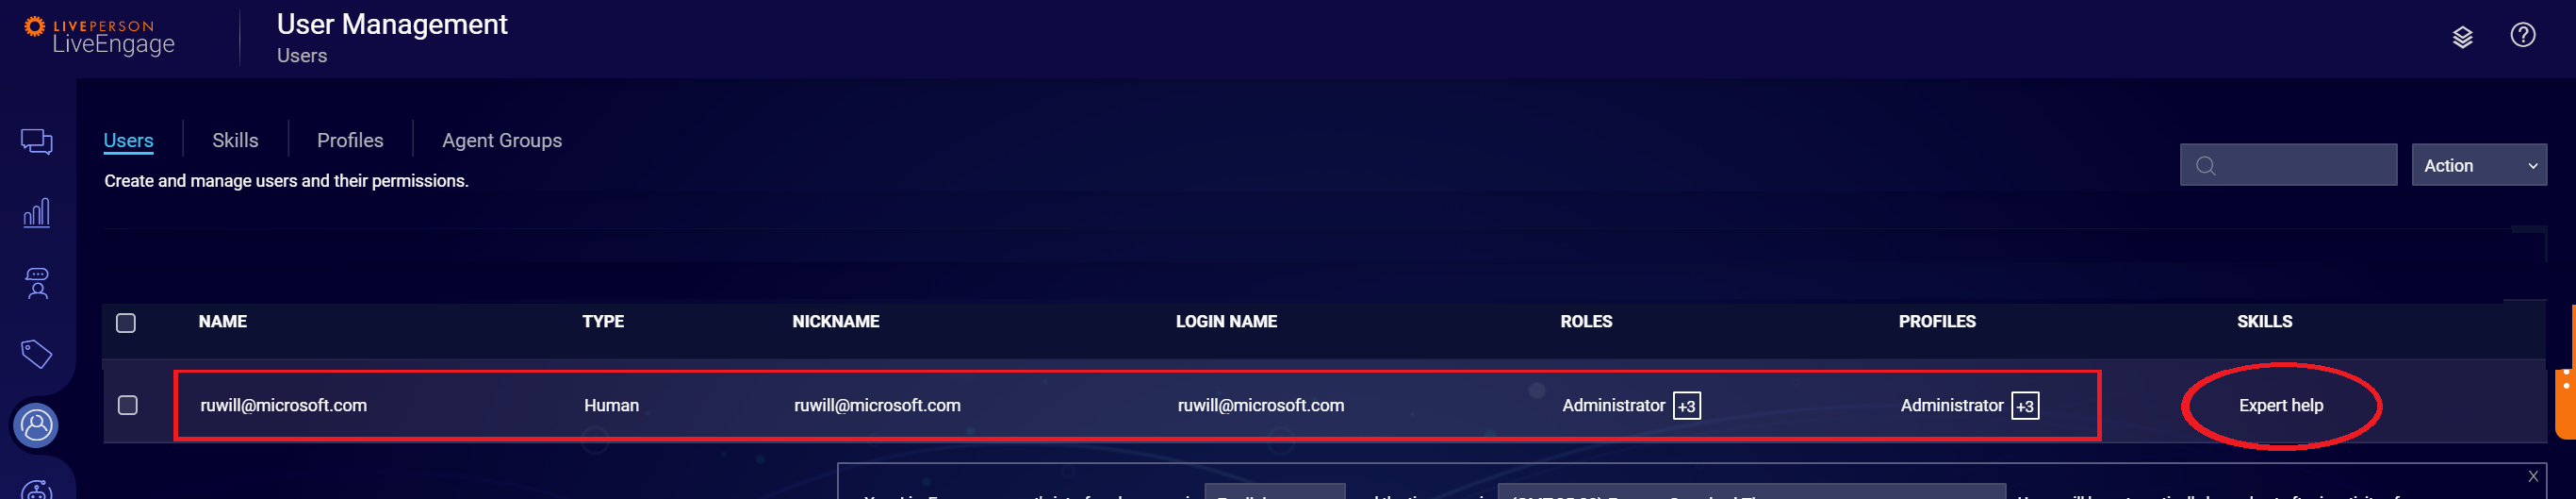 LIVEPERSON
LiveEngage
User Management
Users
Users
Skills
Profiles
Agent Groups
Create and manage users and their permissions.
Action
NAME
TYPE
NICKNAME
LOGIN NAME
ROLES
PROFILES
SKILLS
ruwill@microsoft.com
Human
ruwill@microsoft.com
ruwill@microsoft.com
Administrator +3
Administrator +3
Expert help
X